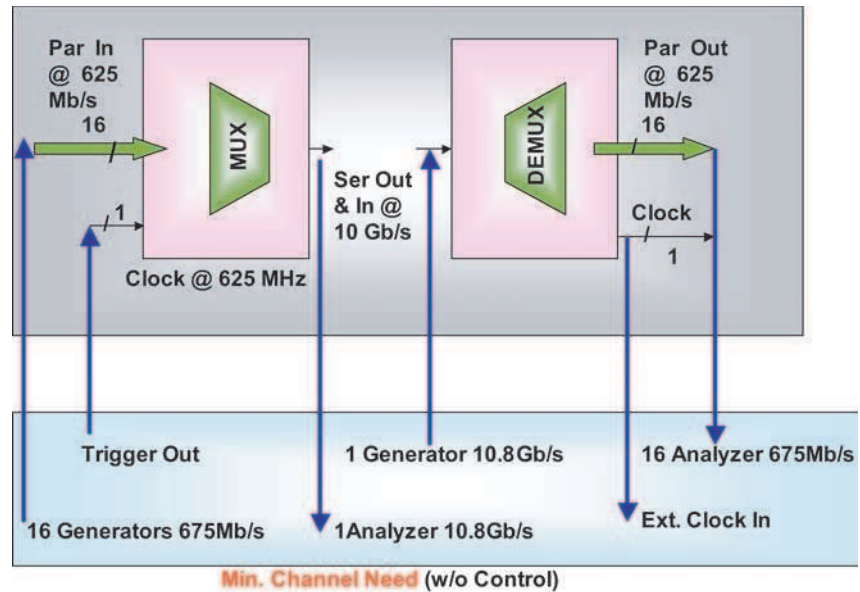 Par In
@ 625
Mb/s
16
MUX
1
Clock @ 625 MHz
Ser Out
& In @
10 Gb/s
DEMUX
Par Out
@ 625
Mb/s
16
Clock
1
Trigger Out
1 Generator 10.8Gb/s
16 Analyzer 675Mb/s
16 Generators 675Mb/s
1Analyzer 10.8Gb/s
Ext. Clock In
Min. Channel Need (w/o Control)